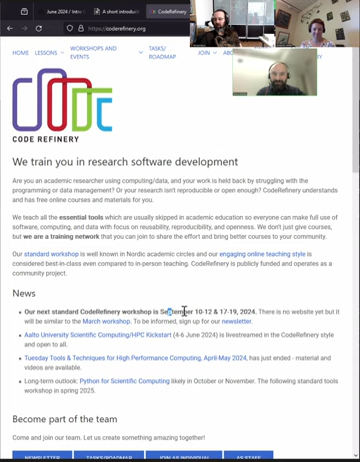 June 2024 / Intro
A short introduc
CodeRefinery
https://coderefinery.org
HOME
LESSONS
WORKSHOPS AND EVENTS
TASKS/ ROADMAP
JOIN
AB
CODE REFINERY
We train you in research software development
Are you an academic researcher using computing/data, and your work is held back by struggling with the
programming or data management? Or your research isn't reproducible or open enough? CodeRefinery understands
and has free online courses and materials for you.
We teach all the essential tools which are usually skipped in academic education so everyone can make full use of
software, computing, and data with focus on reusability, reproducibility, and openness. We don't just give courses,
but we are a training network that you can join to share the effort and bring better courses to your community.
Our standard workshop is well known in Nordic academic circles and our engaging online teaching style is
considered best-in-class even compared to in-person teaching. CodeRefinery is publicly funded and operates as a
community project.
News
Our next standard CodeRefinery workshop is September 10-12 & 17-19, 2024. There is no website yet but it
will be similar to the March workshop. To be informed, sign up for our newsletter.
Aalto University Scientific Computing/HPC Kickstart (4-6 June 2024) is livestreamed in the CodeRefinery style
and open to all.
Tuesday Tools & Techniques for High Performance Computing, April-May 2024, has just ended - material and
videos are available.
Long-term outlook: Python for Scientific Computing likely in October or November. The following standard tools
workshop in spring 2025.
Become part of the team
Come and join our team. Let us create something amazing together!
NEWSLETTER
TASKS/ROADMAP
JOIN AS INDIVIDUAL
AS STAFF